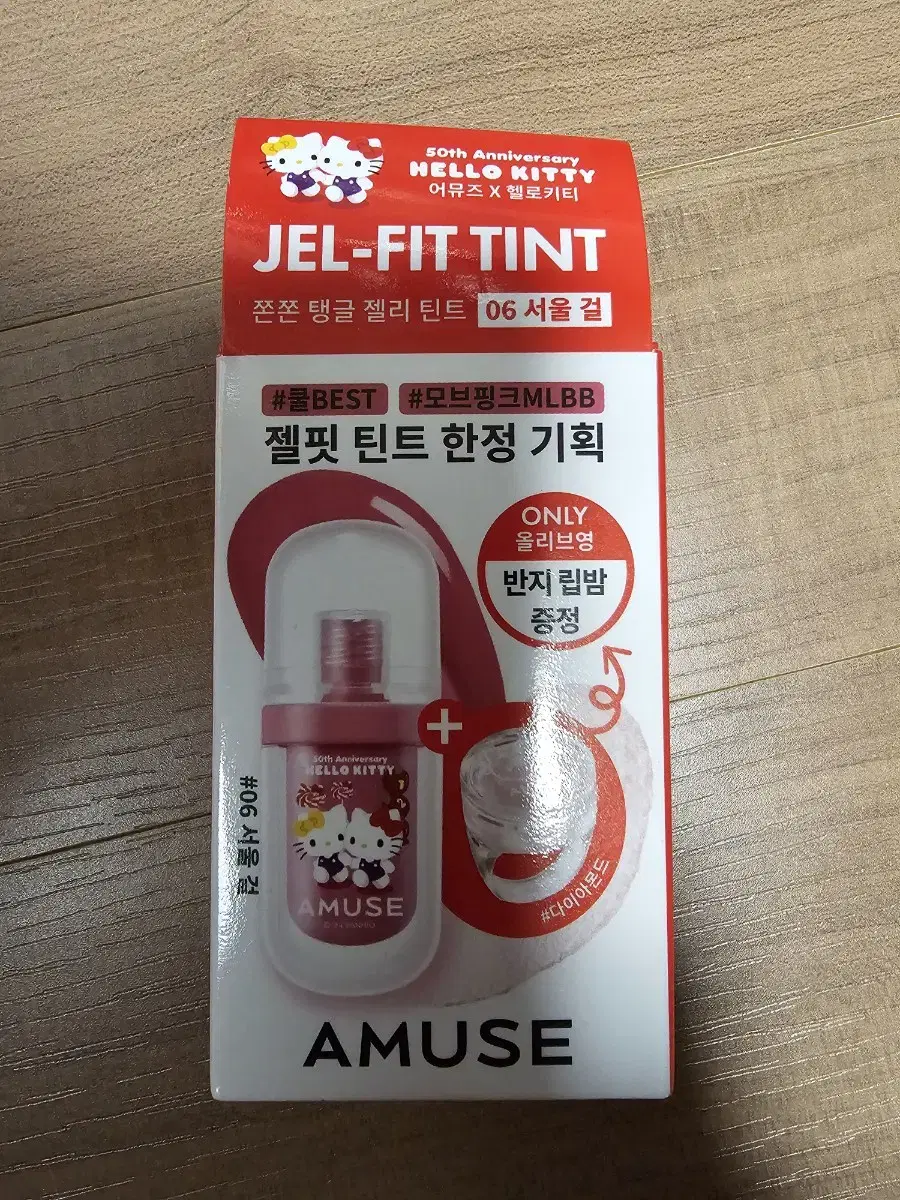 50th Anniversary
HELLO KITTY
어뮤즈 X 헬로키티
JEL-FIT TINT
쫀쫀 탱글 젤리 틴트 06 서울 걸
#쿨BEST #모브핑크MLBB
젤핏 틴트 한정 기획
ONLY
올리브영
반지 립밤
증정
+
50th Anniversary
HELLO KITTY
AMUSE
#06 서울 걸
#다이아몬드
AMUSE